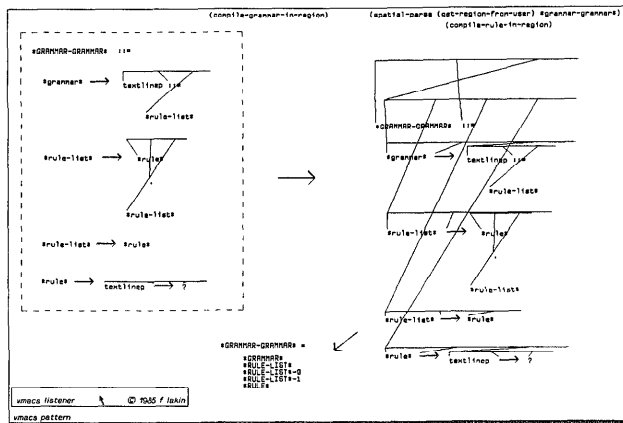 (compile-grammar-in-region)
(spatial-parse (get-region-from-user) *grammar-grammar*)
(compile-rule-in-region)
*GRAMMAR-GRAMMAR* ::=
*grammar* → textlinep ::=
*rule-list*
*rule-list* → *rule*
*rule-list*
*rule-list* → *rule*
*rule* → textlinep → ?
→
*GRAMMAR-GRAMMAR* ::=
*grammar* → textlinep ::=
*rule-list*
*rule-list* → *rule*
*rule-list*
*rule-list* → *rule*
*rule* → textlinep → ?
*GRAMMAR-GRAMMAR* =
*GRAMMAR*
*RULE-LIST*
*RULE-LIST*-0
*RULE-LIST*-1
*RULE*
vmacs listener © 1985 f lakin
vmacs pattern